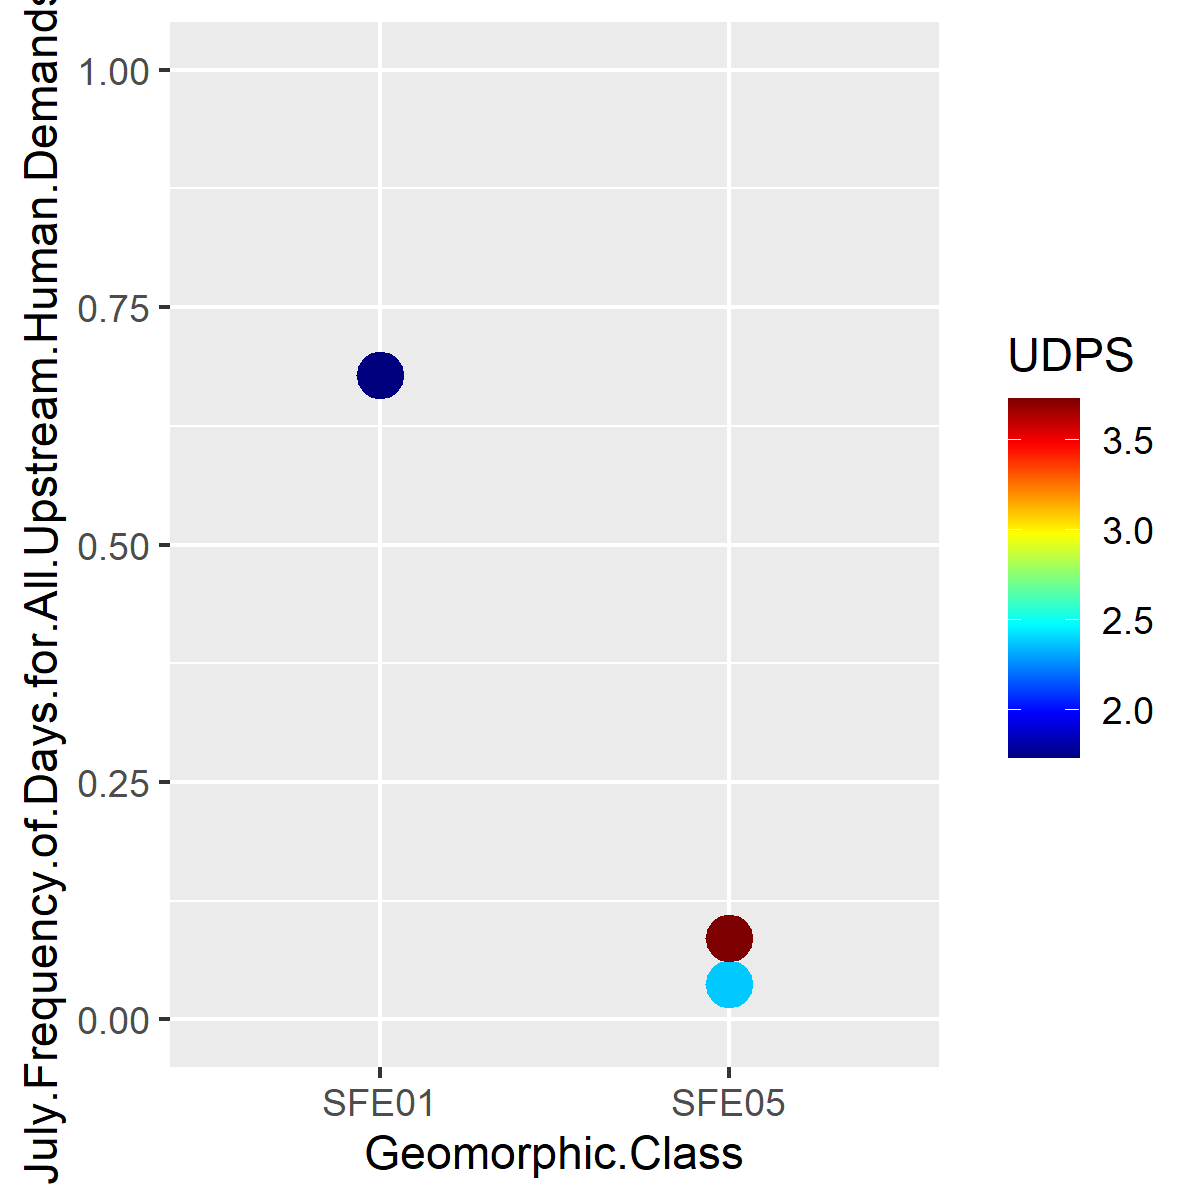 July.Frequency.of.Days.for.All.Upstream.Human.Demands
1.00
0.75
0.50
0.25
0.00
SFE01 SFE05
Geomorphic.Class
UDPS
3.5
3.0
2.5
2.0